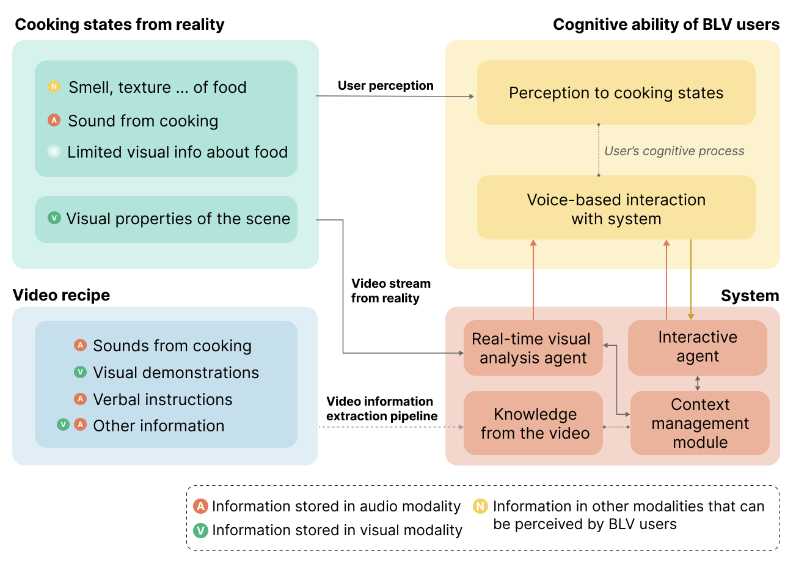 Cooking states from reality
Cognitive ability of BLV users
N Smell, texture ... of food
A Sound from cooking
V Limited visual info about food
V Visual properties of the scene
User perception
Perception to cooking states
User's cognitive process
Voice-based interaction
with system
Video stream
from reality
Video recipe
System
A Sounds from cooking
V Visual demonstrations
A Verbal instructions
V A Other information
Video information
extraction pipeline
Real-time visual
analysis agent
Interactive
agent
Knowledge
from the video
Context
management
module
A Information stored in audio modality
V Information stored in visual modality
N Information in other modalities that can
be perceived by BLV users